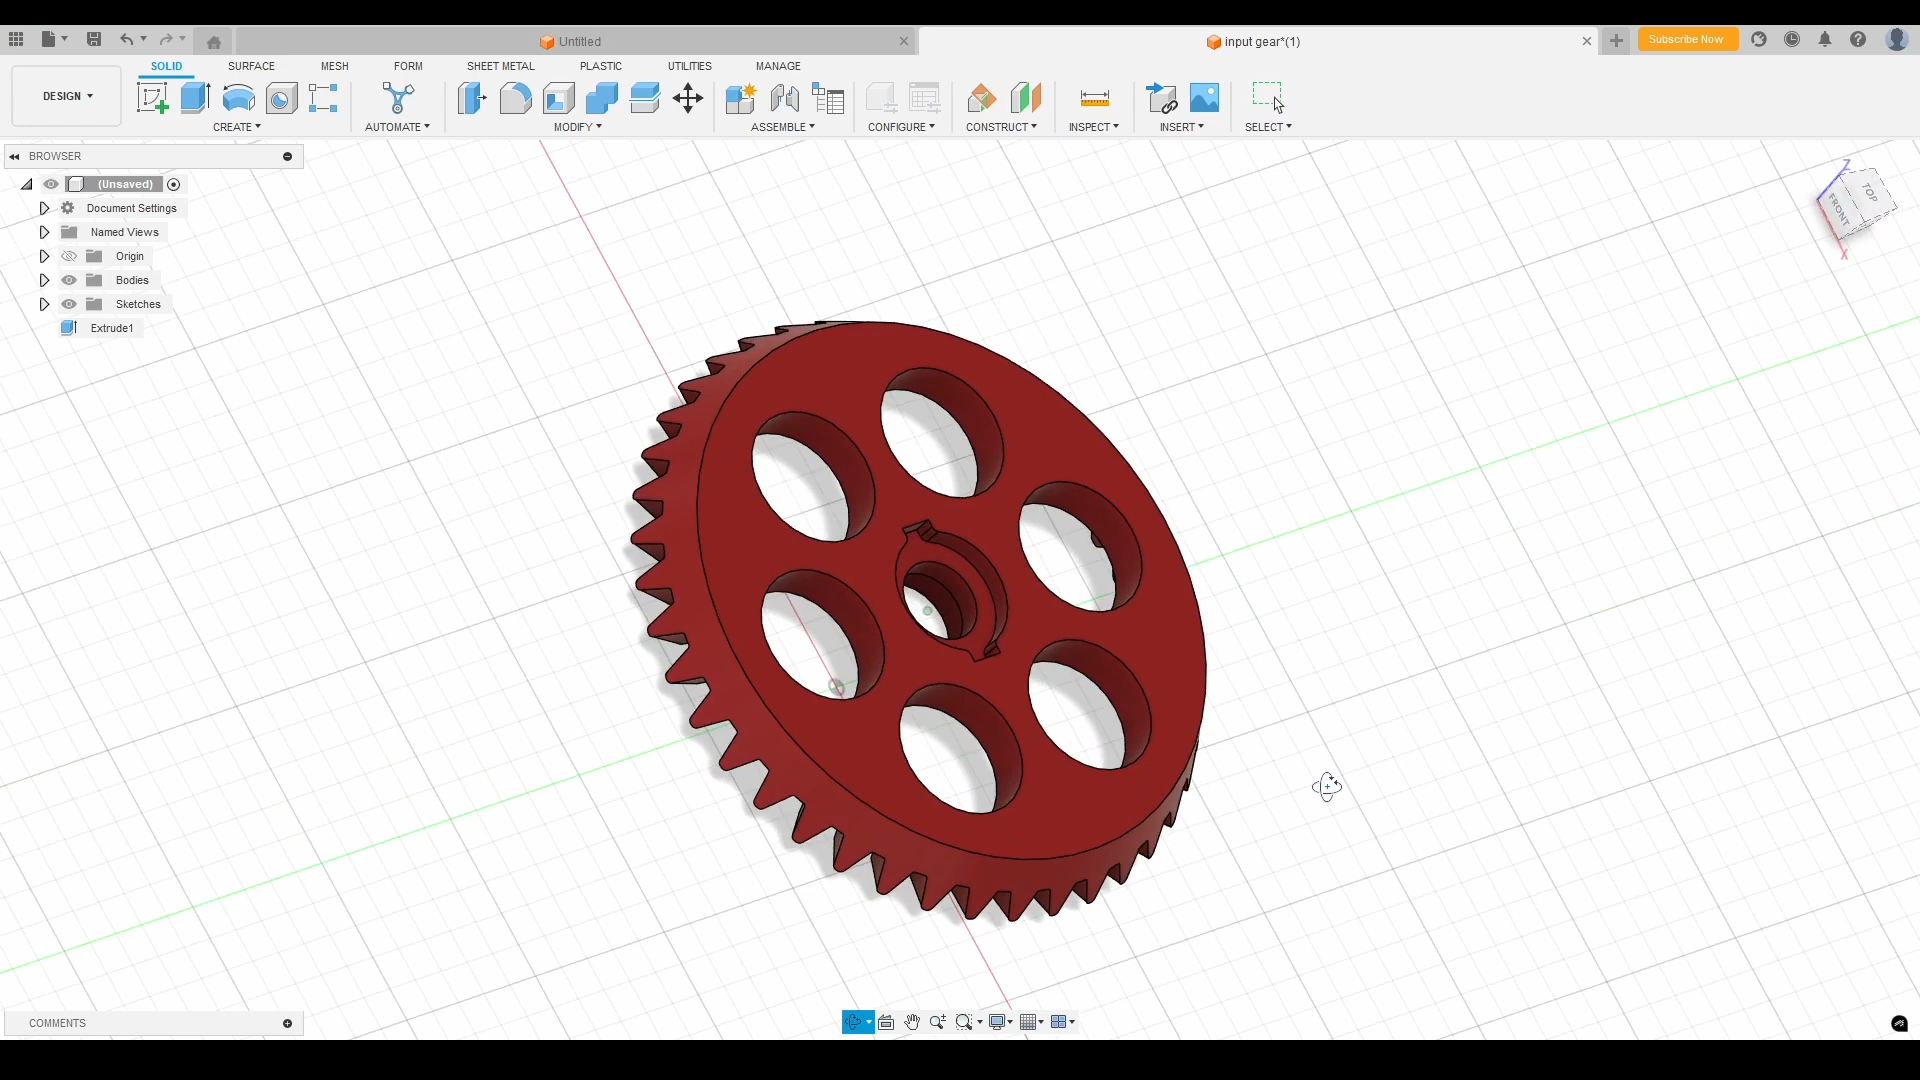 Untitled
input gear*(1)
Subscribe Now
DESIGN
SOLID
SURFACE
MESH
FORM
SHEET METAL
PLASTIC
UTILITIES
MANAGE
CREATE
AUTOMATE
MODIFY
ASSEMBLE
CONFIGURE
CONSTRUCT
INSPECT
INSERT
SELECT
BROWSER
(Unsaved)
Document Settings
Named Views
Origin
Bodies
Sketches
Extrude1
Z
TOP
FRONT
X
COMMENTS